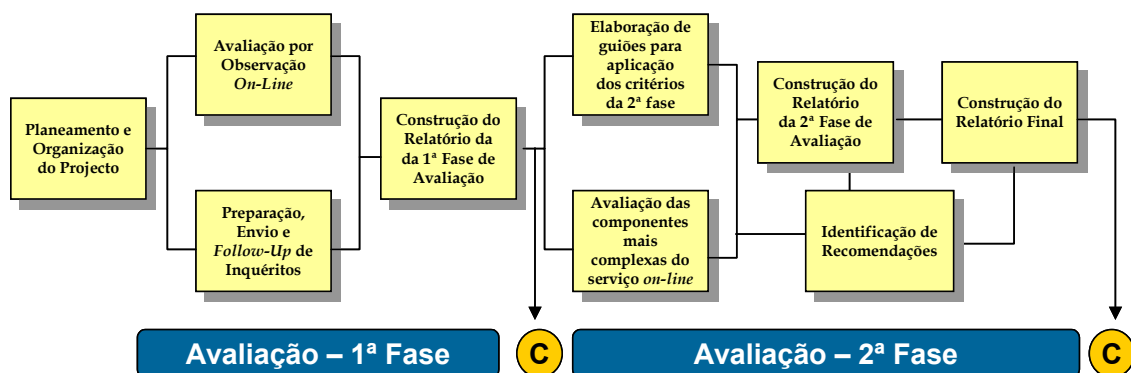 Planeamento e
Organização
do Projecto
Avaliação por
Observação
On-Line
Preparação,
Envio e
Follow-Up de
Inquéritos
Construção do
Relatório da
da 1ª Fase de
Avaliação
Elaboração de
guiões para
aplicação
dos critérios
da 2ª fase
Avaliação das
componentes
mais
complexas do
serviço on-line
Construção do
Relatório
da 2ª Fase de
Avaliação
Identificação de
Recomendações
Construção do
Relatório Final
Avaliação – 1ª Fase
C
Avaliação – 2ª Fase
C